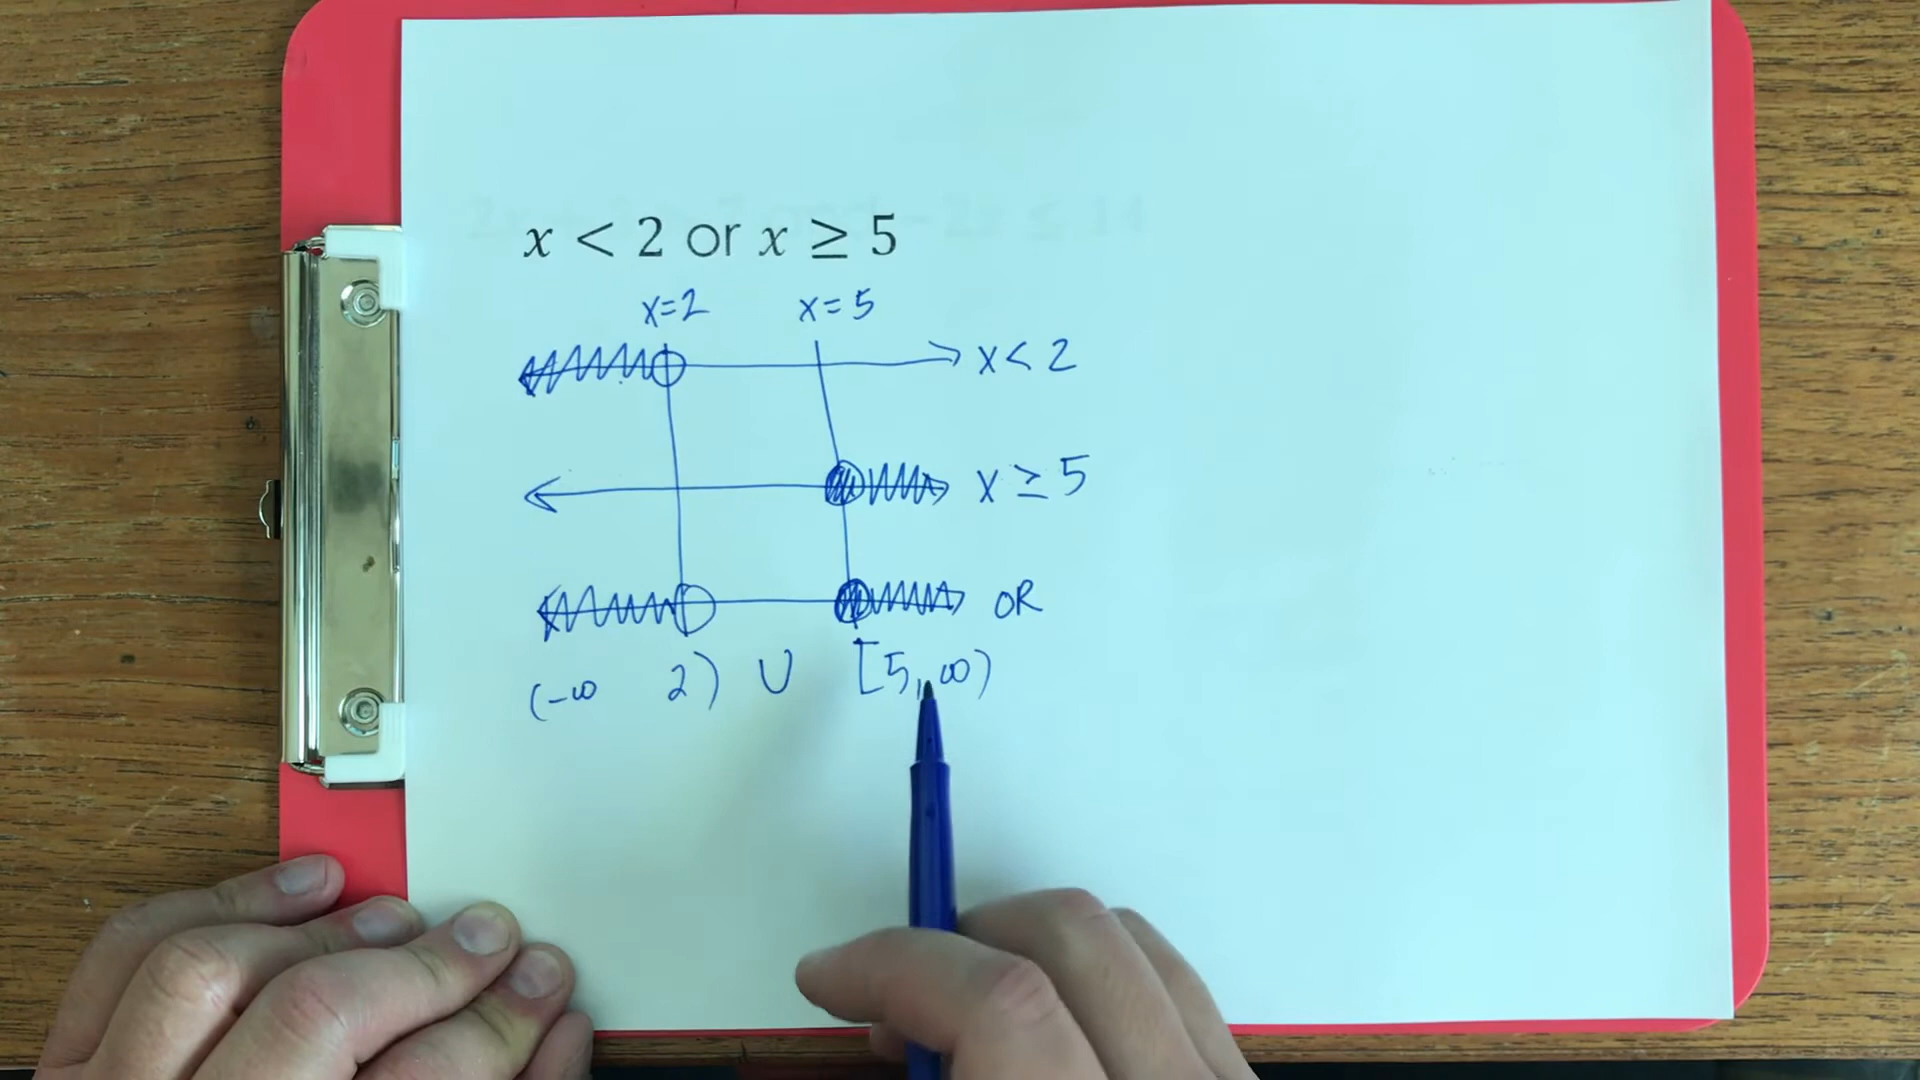 x < 2 or x ≥ 5
x=2 x=5
x<2
x≥5
OR
(-∞ 2) ∪ [5,∞)